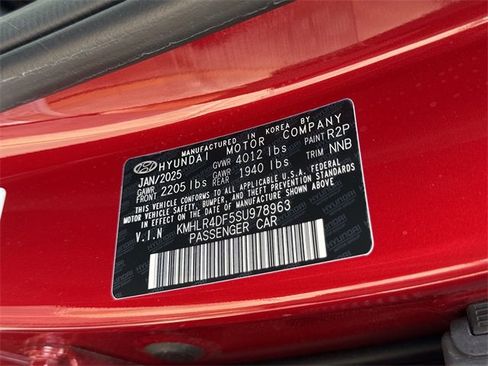 MANUFACTURED IN KOREA BY
HYUNDAI MOTOR COMPANY
JAN/2025 GVWR 4012 lbs PAINT R2P
GAWR FRONT 2205 lbs GAWR REAR 1940 lbs TRIM NNB
THIS VEHICLE CONFORMS TO ALL APPLICABLE U.S.A. FEDERAL MOTOR VEHICLE
SAFETY, BUMPER, AND THEFT PREVENTION STANDARDS IN EFFECT ON THE DATE OF MANUFACTURE SHOWN ABOVE.
V.I.N KMHLR4DF5SU978963
PASSENGER CAR